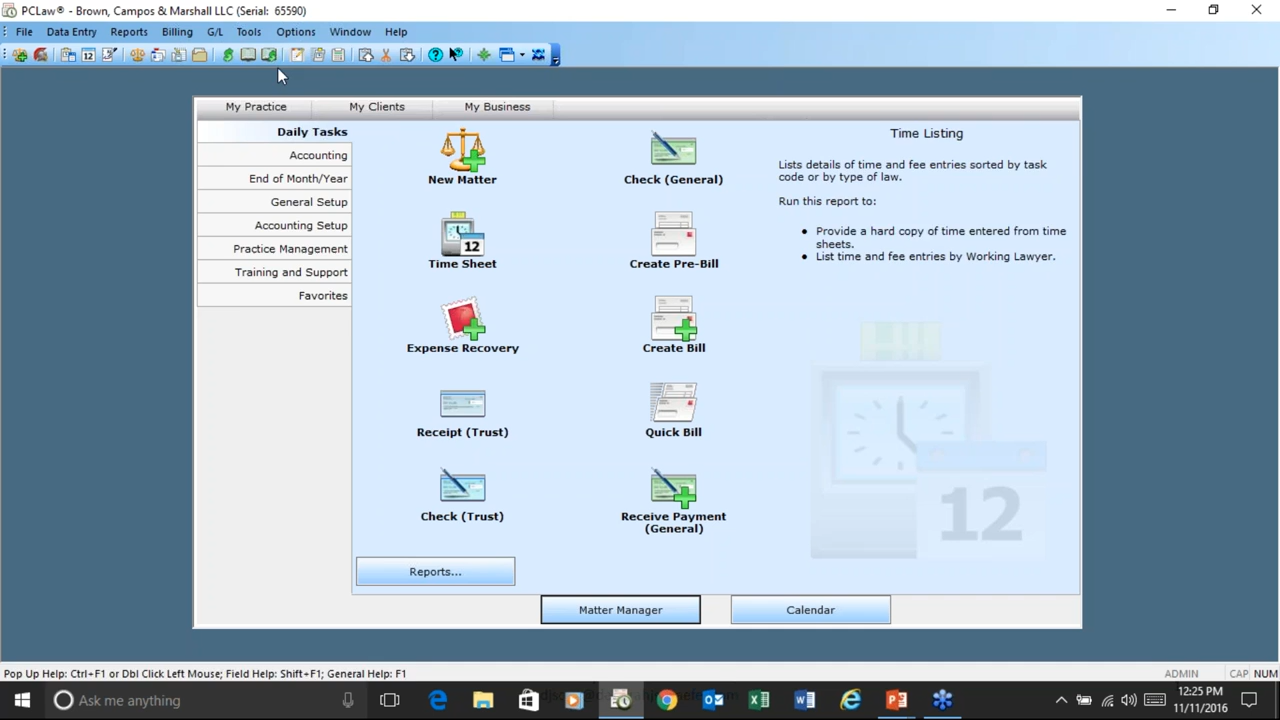 PCLaw® - Brown, Campos & Marshall LLC (Serial: 65590)
File Data Entry Reports Billing G/L Tools Options Window Help
12
My Practice My Clients My Business
Daily Tasks
Accounting
End of Month/Year
General Setup
Accounting Setup
Practice Management
Training and Support
Favorites
New Matter
Check (General)
12
Time Sheet
Create Pre-Bill
Expense Recovery
Create Bill
Receipt (Trust)
Quick Bill
Check (Trust)
Receive Payment
(General)
Reports...
Time Listing
Lists details of time and fee entries sorted by task
code or by type of law.
Run this report to:
• Provide a hard copy of time entered from time
sheets.
• List time and fee entries by Working Lawyer.
12
Matter Manager
Calendar
Pop Up Help: Ctrl+F1 or Dbl Click Left Mouse; Field Help: Shift+F1; General Help: F1
ADMIN CAP NUM
Ask me anything
12:25 PM
11/11/2016